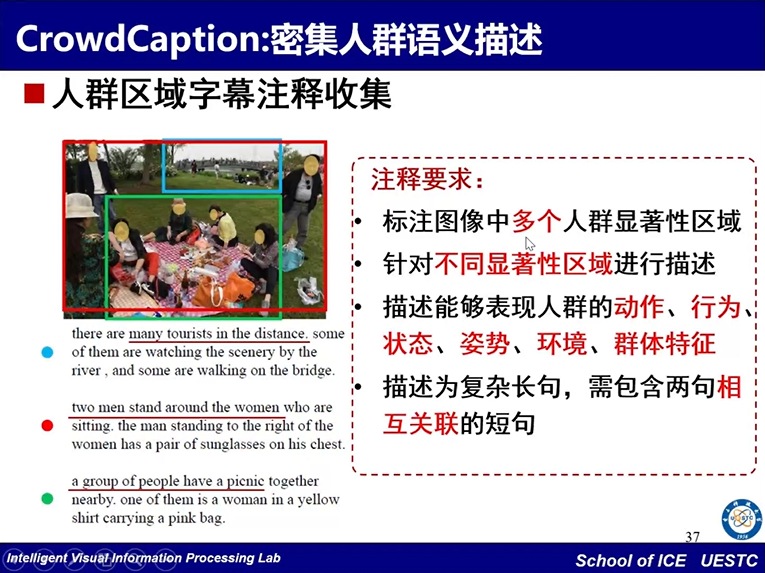 CrowdCaption:密集人群语义描述
人群区域字幕注释收集
there are many tourists in the distance. some
of them are watching the scenery by the
river , and some are walking on the bridge.
two men stand around the women who are
sitting. the man standing to the right of the
women has a pair of sunglasses on his chest.
a group of people have a picnic together
nearby. one of them is a woman in a yellow
shirt carrying a pink bag.
注释要求：
• 标注图像中多个人群显著性区域
• 针对不同显著性区域进行描述
• 描述能够表现人群的动作、行为、
状态、姿势、环境、群体特征
• 描述为复杂长句，需包含两句相
互关联的短句
UESTC
1956
37
Intelligent Visual Information Processing Lab
School of ICE UESTC